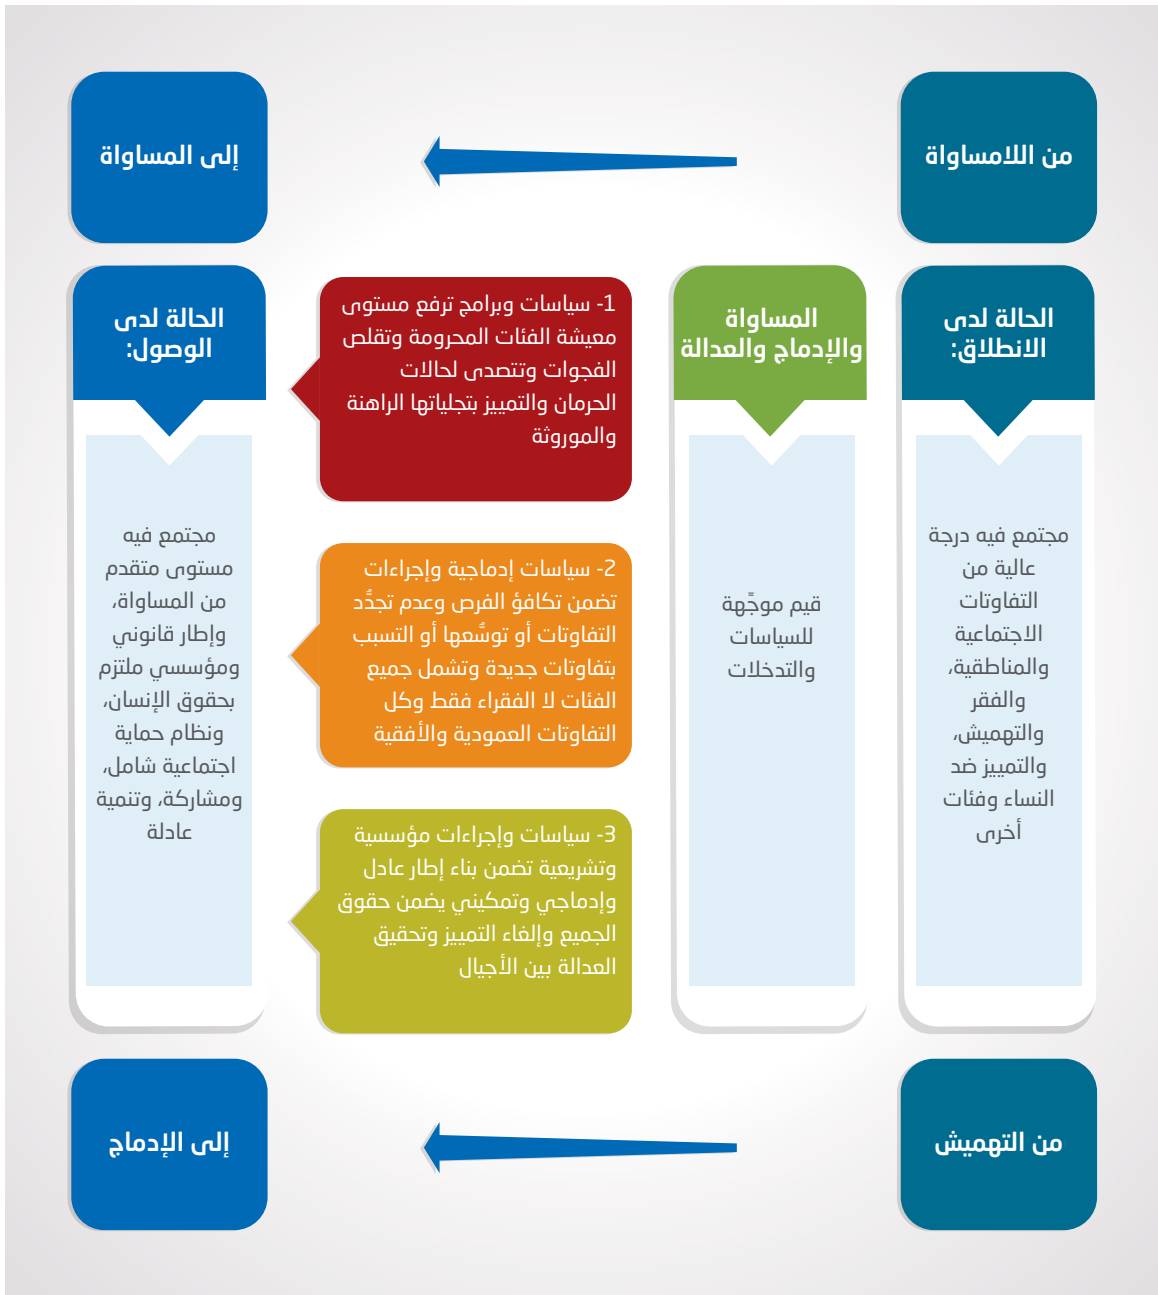 من اللامساواة
إلى المساواة
الحالة لدى
الانطلاق:
مجتمع فيه درجة
عالية من
التفاوتات
الاجتماعية
والمناطقية،
والفقر
والتهميش،
والتمييز ضد
النساء وفئات
أخرى
المساواة
والإدماج والعدالة
قيم موجّهة
للسياسات
والتدخلات
1- سياسات وبرامج ترفع مستوى
معيشة الفئات المحرومة وتقلص
الفجوات وتتصدى لحالات
الحرمان والتمييز بتجلياتها الراهنة
والموروثة
2- سياسات إدماجية وإجراءات
تضمن تكافؤ الفرص وعدم تجدُّد
التفاوتات أو توسُّعها أو التسبب
بتفاوتات جديدة وتشمل جميع
الفئات لا الفقراء فقط وكل
التفاوتات العمودية والأفقية
3- سياسات وإجراءات مؤسسية
وتشريعية تضمن بناء إطار عادل
وإدماجي وتمكيني يضمن حقوق
الجميع وإلغاء التمييز وتحقيق
العدالة بين الأجيال
الحالة لدى
الوصول:
مجتمع فيه
مستوى متقدم
من المساواة،
وإطار قانوني
ومؤسسي ملتزم
بحقوق الإنسان،
ونظام حماية
اجتماعية شامل،
ومشاركة، وتنمية
عادلة
من التهميش
إلى الإدماج